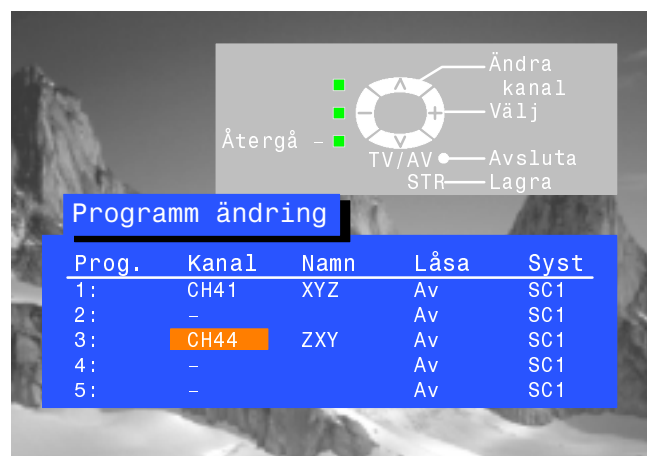 Ändra
kanal
Välj
Återgå –
TV/AV Avsluta
STR Lagra
Programm ändring
Prog. Kanal Namn Låsa Syst
1: CH41 XYZ Av SC1
2: – Av SC1
3: CH44 ZXY Av SC1
4: – Av SC1
5: – Av SC1